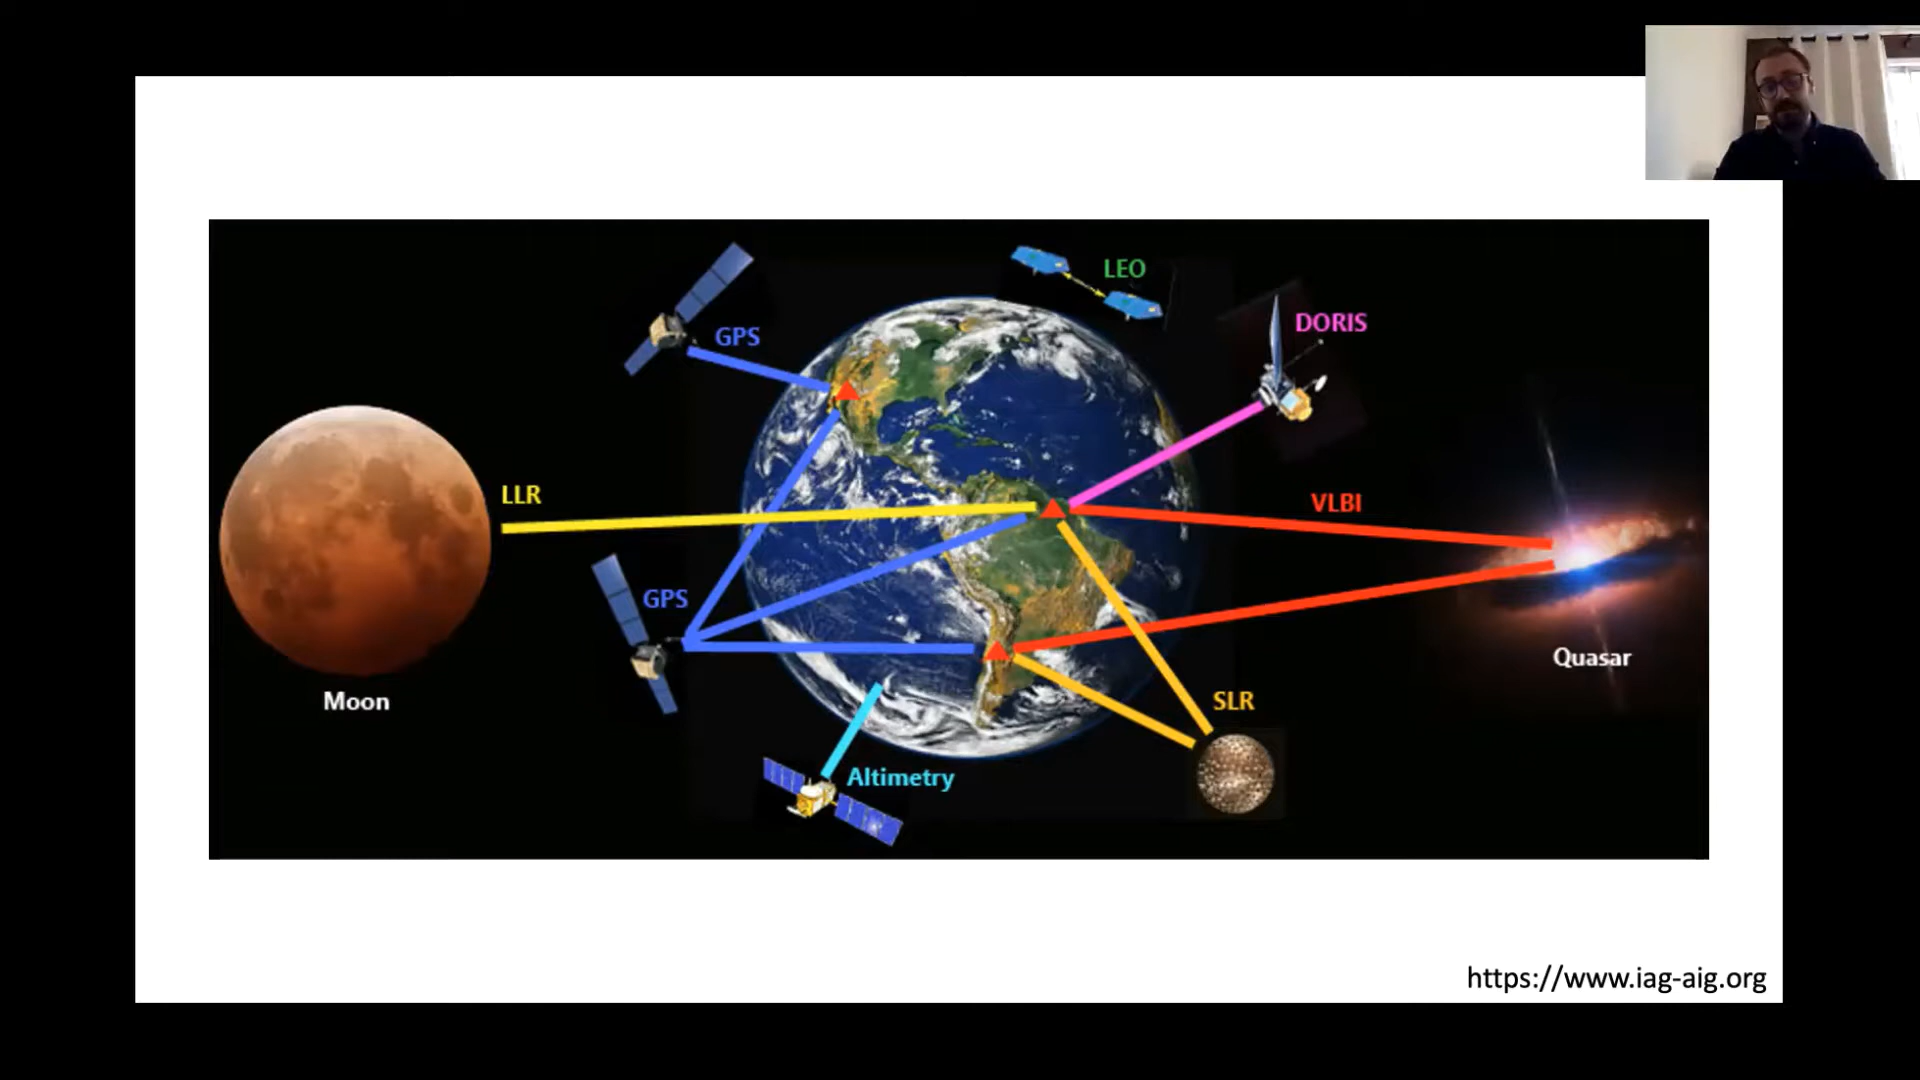 LEO
DORIS
GPS
LLR
VLBI
GPS
Quasar
Moon
SLR
Altimetry
https://www.iag-aig.org